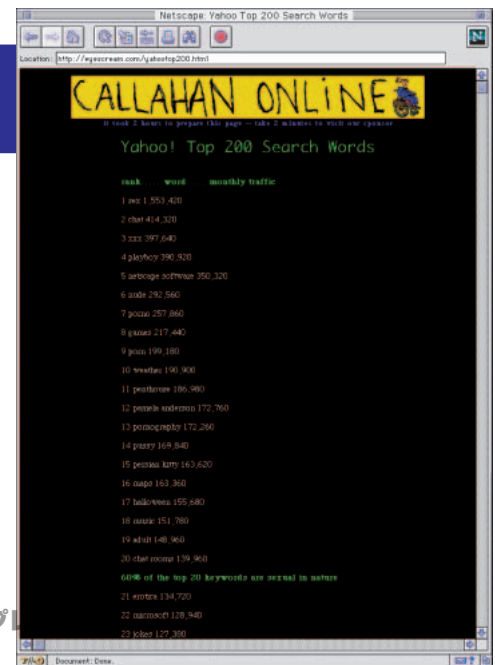 Netscape: Yahoo Top 200 Search Words
Location: http://eyescream.com/yahootop200.html
CALLAHAN ONLINE
it took 2 hours to prepare this page -- take 2 minutes to visit our sponsor
Yahoo! Top 200 Search Words
rank word monthly traffic
1 sex 1,553,420
2 chat 414,320
3 xxx 397,640
4 playboy 390,920
5 netscape software 350,320
6 nude 292,560
7 porno 257,860
8 games 217,440
9 porn 199,180
10 weather 190,900
11 penthouse 186,980
12 pamela anderson 172,760
13 pornography 172,260
14 pussy 169,840
15 persian kitty 163,620
16 maps 163,360
17 halloween 155,680
18 music 151,780
19 adult 148,960
20 chat rooms 139,960
60% of the top 20 keywords are sexual in nature
21 erotica 134,720
22 microsoft 128,940
23 jokes 127,380
プレ
Document: Done.